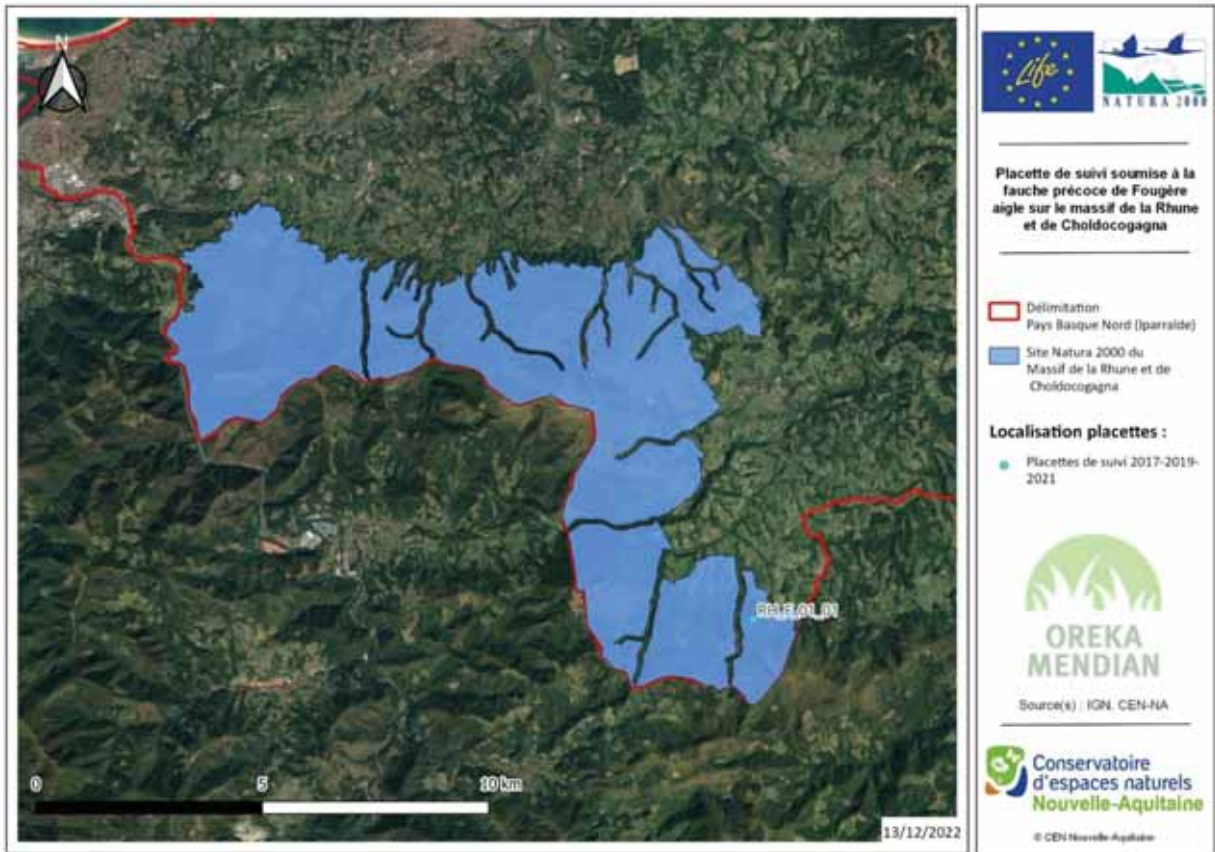 N
RH_F_01_01
0
5
10 km
13/12/2022
Life
NATURA 2000
Placette de suivi soumise à la
fauche précoce de Fougère
aigle sur le massif de la Rhune
et de Choldocogagna
Délimitation
Pays Basque Nord (Iparralde)
Site Natura 2000 du
Massif de la Rhune et de
Choldocogagna
Localisation placettes :
Placettes de suivi 2017-2019-
2021
OREKA
MENDIAN
Source(s) : IGN, CEN-NA
Conservatoire
d'espaces naturels
Nouvelle-Aquitaine
© CEN Nouvelle-Aquitaine